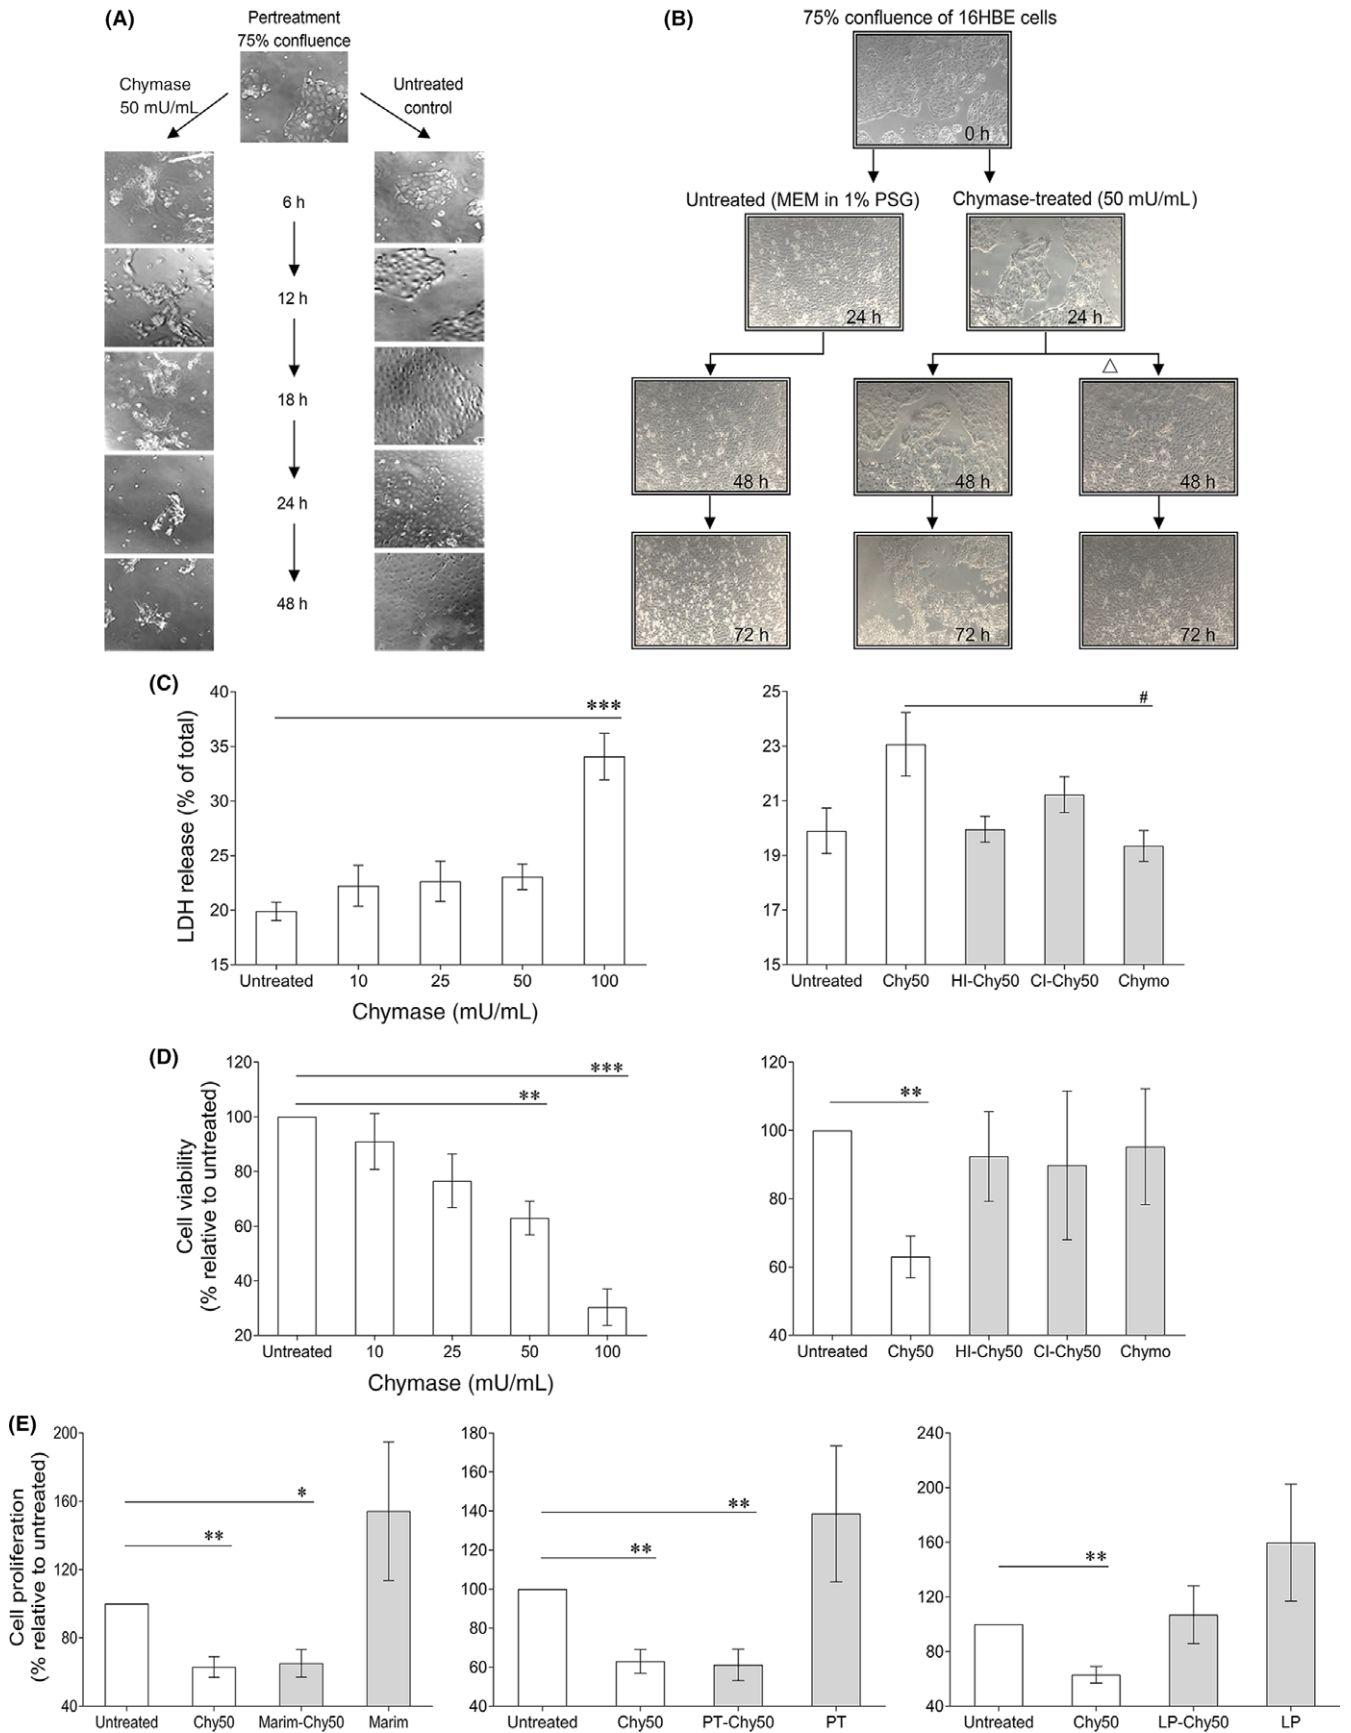 (A)
Pertreatment
75% confluence
Chymase
50 mU/mL
Untreated
control
6 h
12 h
18 h
24 h
48 h
(B)
75% confluence of 16HBE cells
0 h
Untreated (MEM in 1% PSG)
Chymase-treated (50 mU/mL)
24 h
24 h
△
48 h
48 h
48 h
72 h
72 h
72 h
(C)
LDH release (% of total)
40
35
30
25
20
15
***
Untreated 10 25 50 100
Chymase (mU/mL)
25
23
21
19
17
15
#
Untreated Chy50 HI-Chy50 CI-Chy50 Chymo
(D)
Cell viability
(% relative to untreated)
120
100
80
60
40
20
***
**
Untreated 10 25 50 100
Chymase (mU/mL)
120
100
80
60
40
**
Untreated Chy50 HI-Chy50 CI-Chy50 Chymo
(E)
Cell proliferation
(% relative to untreated)
200
160
120
80
40
*
**
Untreated Chy50 Marim-Chy50 Marim
180
160
140
120
100
80
60
40
**
**
Untreated Chy50 PT-Chy50 PT
240
200
160
120
80
40
**
Untreated Chy50 LP-Chy50 LP